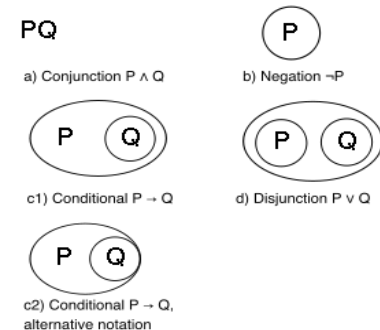 PQ
P
a) Conjunction P ∧ Q
b) Negation ¬P
P Q
P Q
c1) Conditional P → Q
d) Disjunction P ∨ Q
P Q
c2) Conditional P → Q,
alternative notation